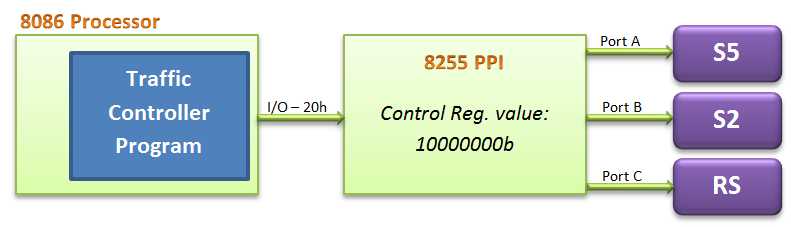 8086 Processor
Traffic
Controller
Program
I/O – 20h
8255 PPI
Control Reg. value:
10000000b
Port A
S5
Port B
S2
Port C
RS